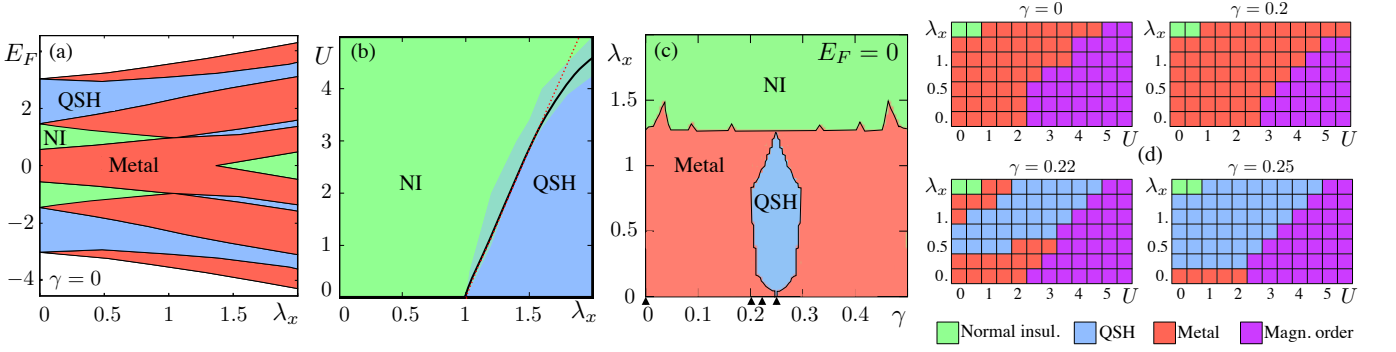 (a)
E_F
2
0
−2
−4
QSH
NI
Metal
γ = 0
0 0.5 1 1.5 λ_x
(b)
U
5
4
3
2
1
0
NI
QSH
0 0.5 1 1.5 λ_x
(c)
E_F = 0
λ_x
2
1.5
1
0.5
0
NI
Metal
QSH
0 0.2 0.4 γ
γ = 0
λ_x
1.
0.5
0.
0 1 2 3 4 5 U
γ = 0.2
λ_x
1.
0.5
0.
0 1 2 3 4 5 U
(d)
γ = 0.22
λ_x
1.
0.5
0.
0 1 2 3 4 5 U
γ = 0.25
λ_x
1.
0.5
0.
0 1 2 3 4 5 U
Normal insul. QSH Metal Magn. order